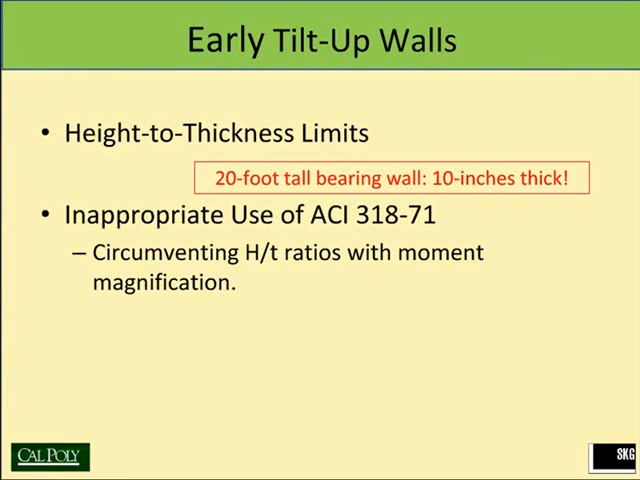 Early Tilt-Up Walls
• Height-to-Thickness Limits
20-foot tall bearing wall: 10-inches thick!
• Inappropriate Use of ACI 318-71
– Circumventing H/t ratios with moment
magnification.
CAL POLY
SKG